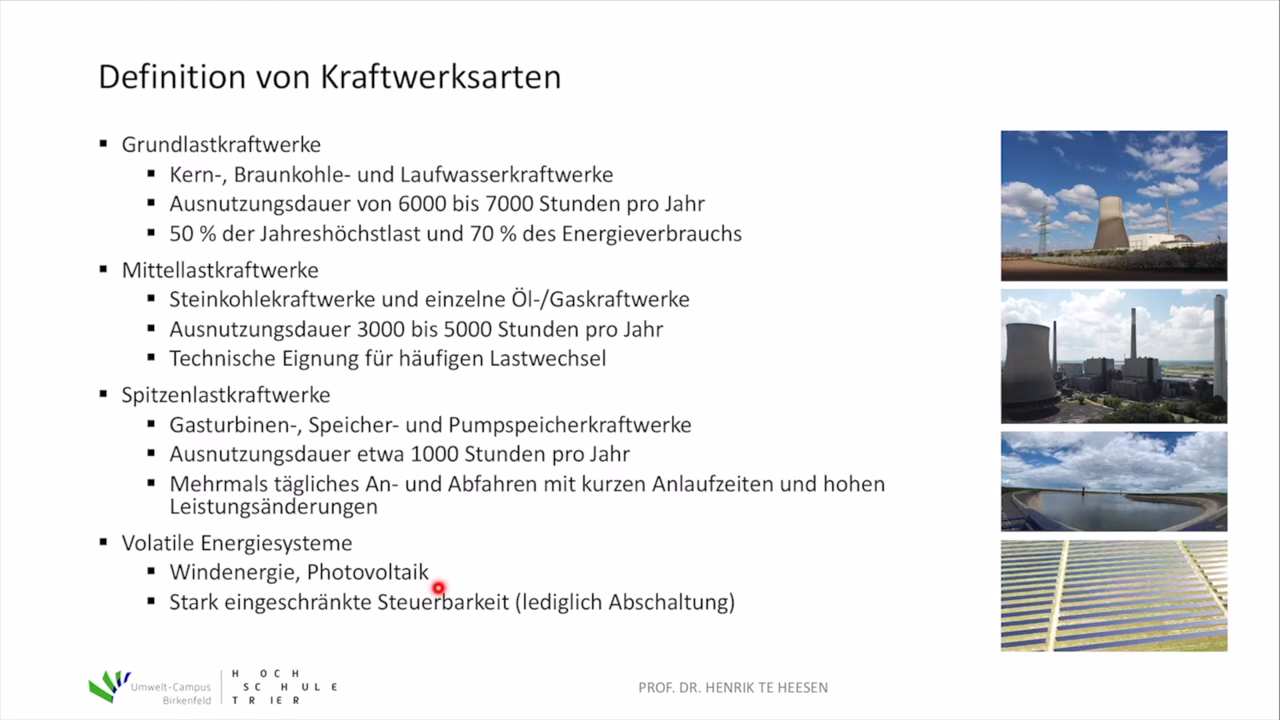 Definition von Kraftwerksarten
Grundlastkraftwerke
Kern-, Braunkohle- und Laufwasserkraftwerke
Ausnutzungsdauer von 6000 bis 7000 Stunden pro Jahr
50 % der Jahreshöchstlast und 70 % des Energieverbrauchs
Mittellastkraftwerke
Steinkohlekraftwerke und einzelne Öl-/Gaskraftwerke
Ausnutzungsdauer 3000 bis 5000 Stunden pro Jahr
Technische Eignung für häufigen Lastwechsel
Spitzenlastkraftwerke
Gasturbinen-, Speicher- und Pumpspeicherkraftwerke
Ausnutzungsdauer etwa 1000 Stunden pro Jahr
Mehrmals tägliches An- und Abfahren mit kurzen Anlaufzeiten und hohen
Leistungsänderungen
Volatile Energiesysteme
Windenergie, Photovoltaik
Stark eingeschränkte Steuerbarkeit (lediglich Abschaltung)
Umwelt-Campus
Birkenfeld
HOCH
SCHULE
TRIER
PROF. DR. HENRIK TE HEESEN